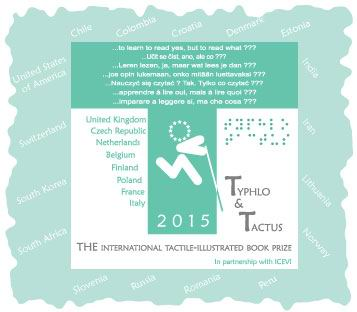 Chile
Colombia
Croatia
Denmark
Estonia
India
Iran
Lithuania
Norway
Peru
Romania
Russia
Slovenia
South Africa
South Korea
Switzerland
United States
of America
...to learn to read yes, but to read what ???
...Učit se číst, ano, ale co ???
...Leren lezen, ja, maar wat lees je dan ???
...joo opin lukemaan, onko mitään luettavaksi ???
...Nauczyć się czytać ? Tak. Tylko co czytać ???
...apprendre à lire oui, mais à lire quoi ???
...imparare a leggere si, ma che cosa ???
United Kingdom
Czech Republic
Netherlands
Belgium
Finland
Poland
France
Italy
2015
TYPHLO
&
TACTUS
THE INTERNATIONAL TACTILE-ILLUSTRATED BOOK PRIZE
In partnership with ICEVI